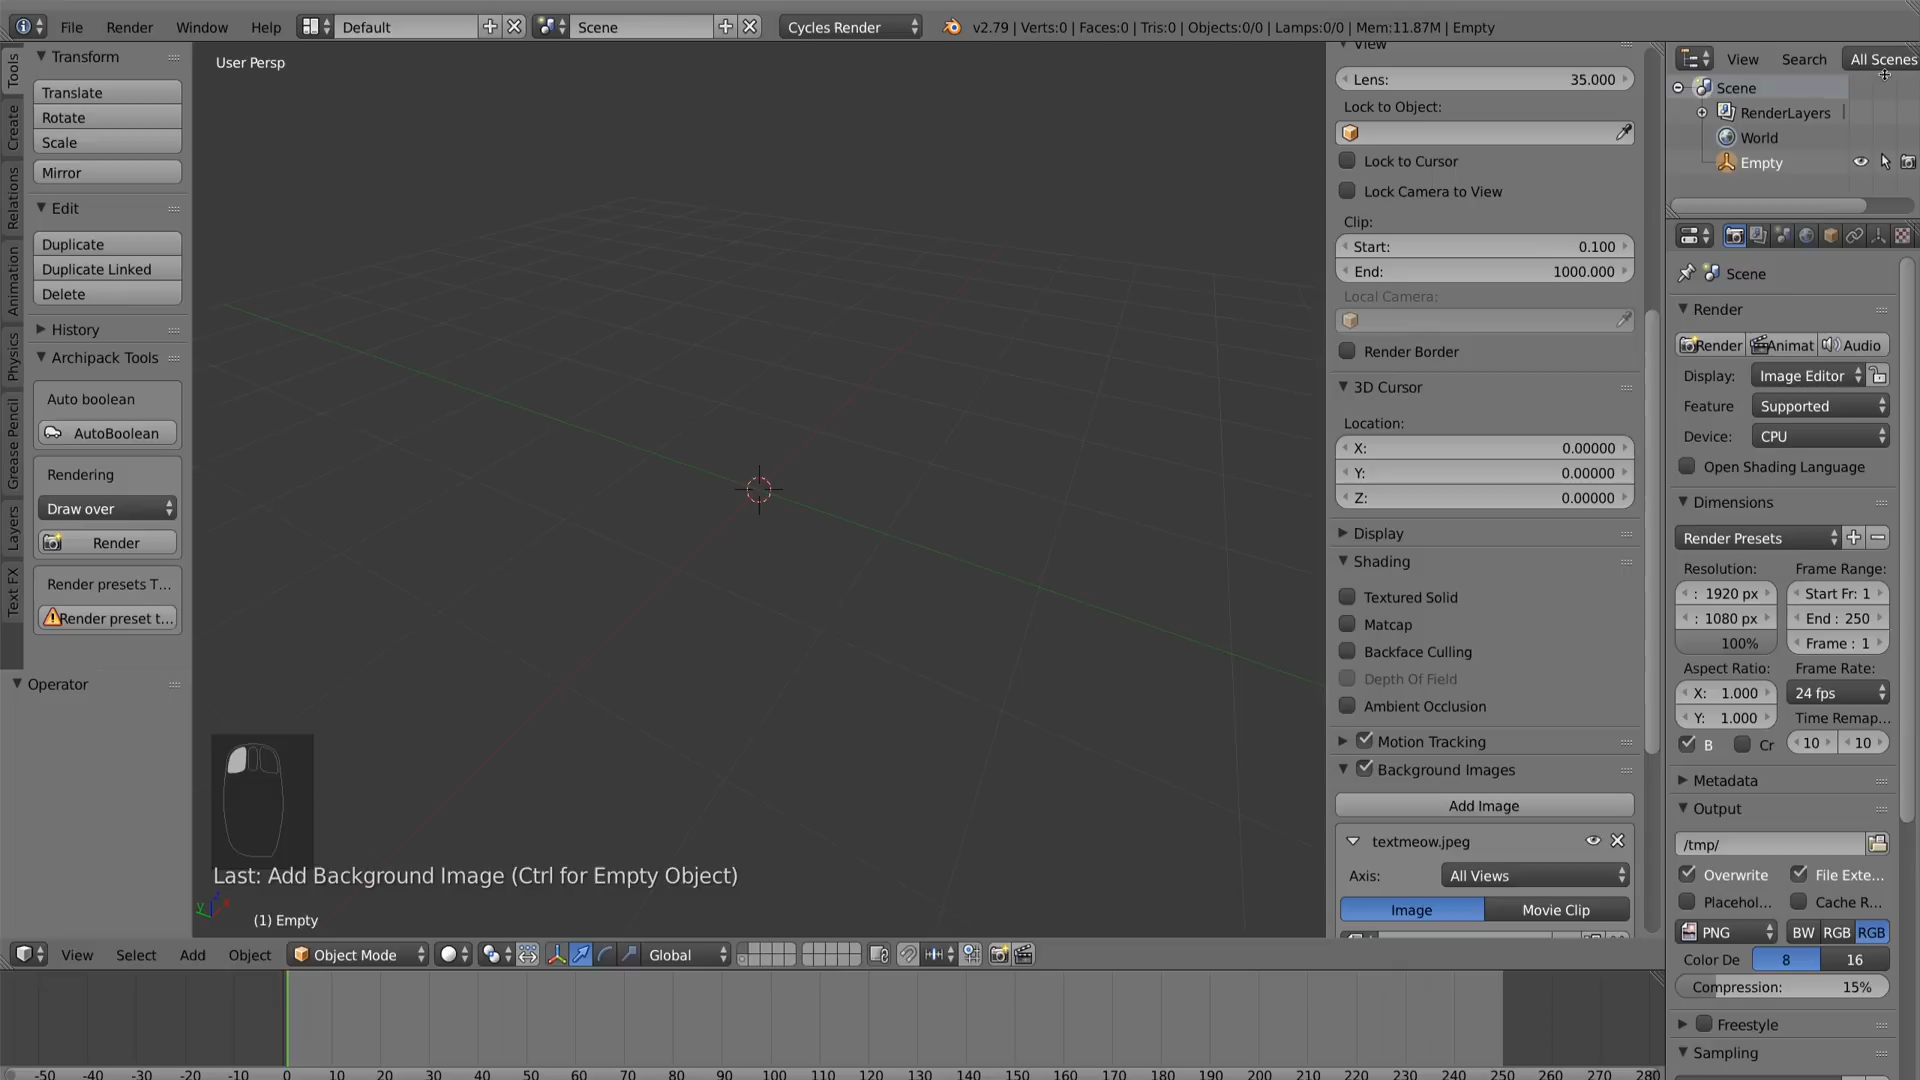 File Render Window Help Default Scene Cycles Render v2.79 | Verts:0 | Faces:0 | Tris:0 | Objects:0/0 | Lamps:0/0 | Mem:11.87M | Empty
Tools
Create
Relations
Animation
Physics
Grease Pencil
Layers
Text FX
Transform
Translate
Rotate
Scale
Mirror
Edit
Duplicate
Duplicate Linked
Delete
History
Archipack Tools
Auto boolean
AutoBoolean
Rendering
Draw over
Render
Render presets T...
Render preset t...
Operator
User Persp
Last: Add Background Image (Ctrl for Empty Object)
y x
(1) Empty
View
Lens: 35.000
Lock to Object:
Lock to Cursor
Lock Camera to View
Clip:
Start: 0.100
End: 1000.000
Local Camera:
Render Border
3D Cursor
Location:
X: 0.00000
Y: 0.00000
Z: 0.00000
Display
Shading
Textured Solid
Matcap
Backface Culling
Depth Of Field
Ambient Occlusion
Motion Tracking
Background Images
Add Image
textmeow.jpeg
Axis: All Views
Image Movie Clip
View Search All Scenes
Scene
RenderLayers
World
Empty
Scene
Render
Render Animat Audio
Display: Image Editor
Feature Supported
Device: CPU
Open Shading Language
Dimensions
Render Presets
Resolution: Frame Range:
: 1920 px Start Fr: 1
: 1080 px End : 250
100% Frame : 1
Aspect Ratio: Frame Rate:
X: 1.000 24 fps
Y: 1.000 Time Remap...
B Cr 10 10
Metadata
Output
/tmp/
Overwrite File Exte...
Placehol... Cache R...
PNG BW RGB RGB
Color De 8 16
Compression: 15%
Freestyle
Sampling
View Select Add Object Object Mode Global
-50 -40 -30 -20 -10 0 10 20 30 40 50 60 70 80 90 100 110 120 130 140 150 160 170 180 190 200 210 220 230 240 250 260 270 280